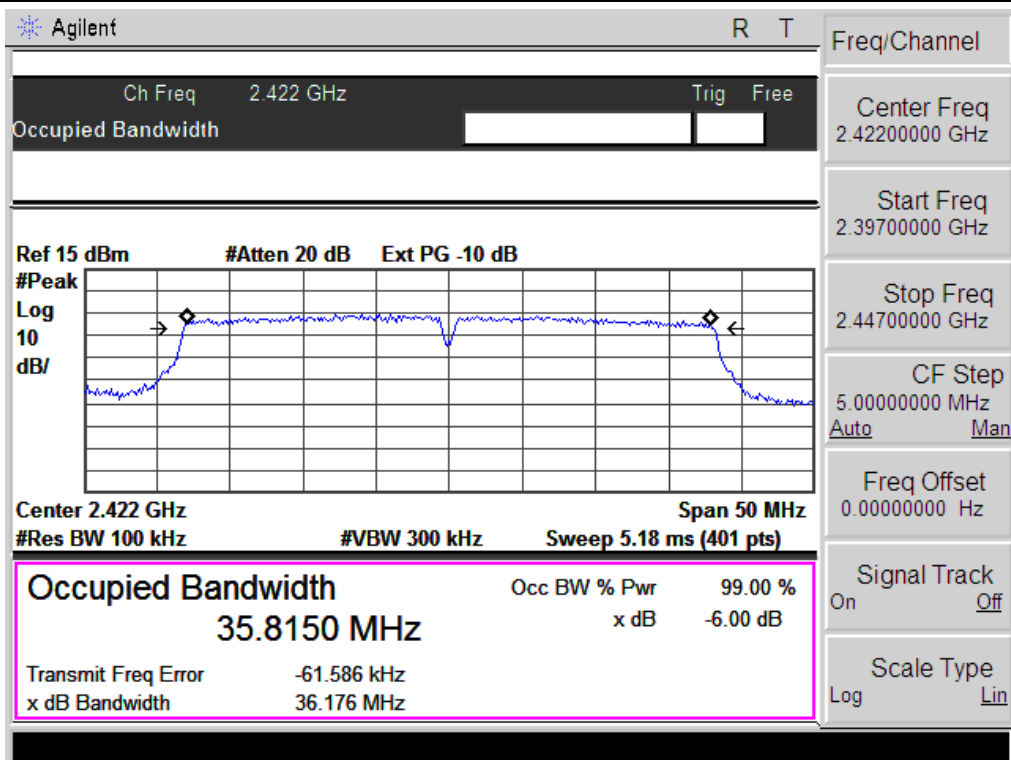 Agilent R T
Ch Freq 2.422 GHz Trig Free
Occupied Bandwidth
Ref 15 dBm #Atten 20 dB Ext PG -10 dB
#Peak
Log
10
dB/
Center 2.422 GHz Span 50 MHz
#Res BW 100 kHz #VBW 300 kHz Sweep 5.18 ms (401 pts)
Occupied Bandwidth
35.8150 MHz
Occ BW % Pwr 99.00 %
x dB -6.00 dB
Transmit Freq Error -61.586 kHz
x dB Bandwidth 36.176 MHz
Freq/Channel
Center Freq
2.42200000 GHz
Start Freq
2.39700000 GHz
Stop Freq
2.44700000 GHz
CF Step
5.00000000 MHz
Auto Man
Freq Offset
0.00000000 Hz
Signal Track
On Off
Scale Type
Log Lin